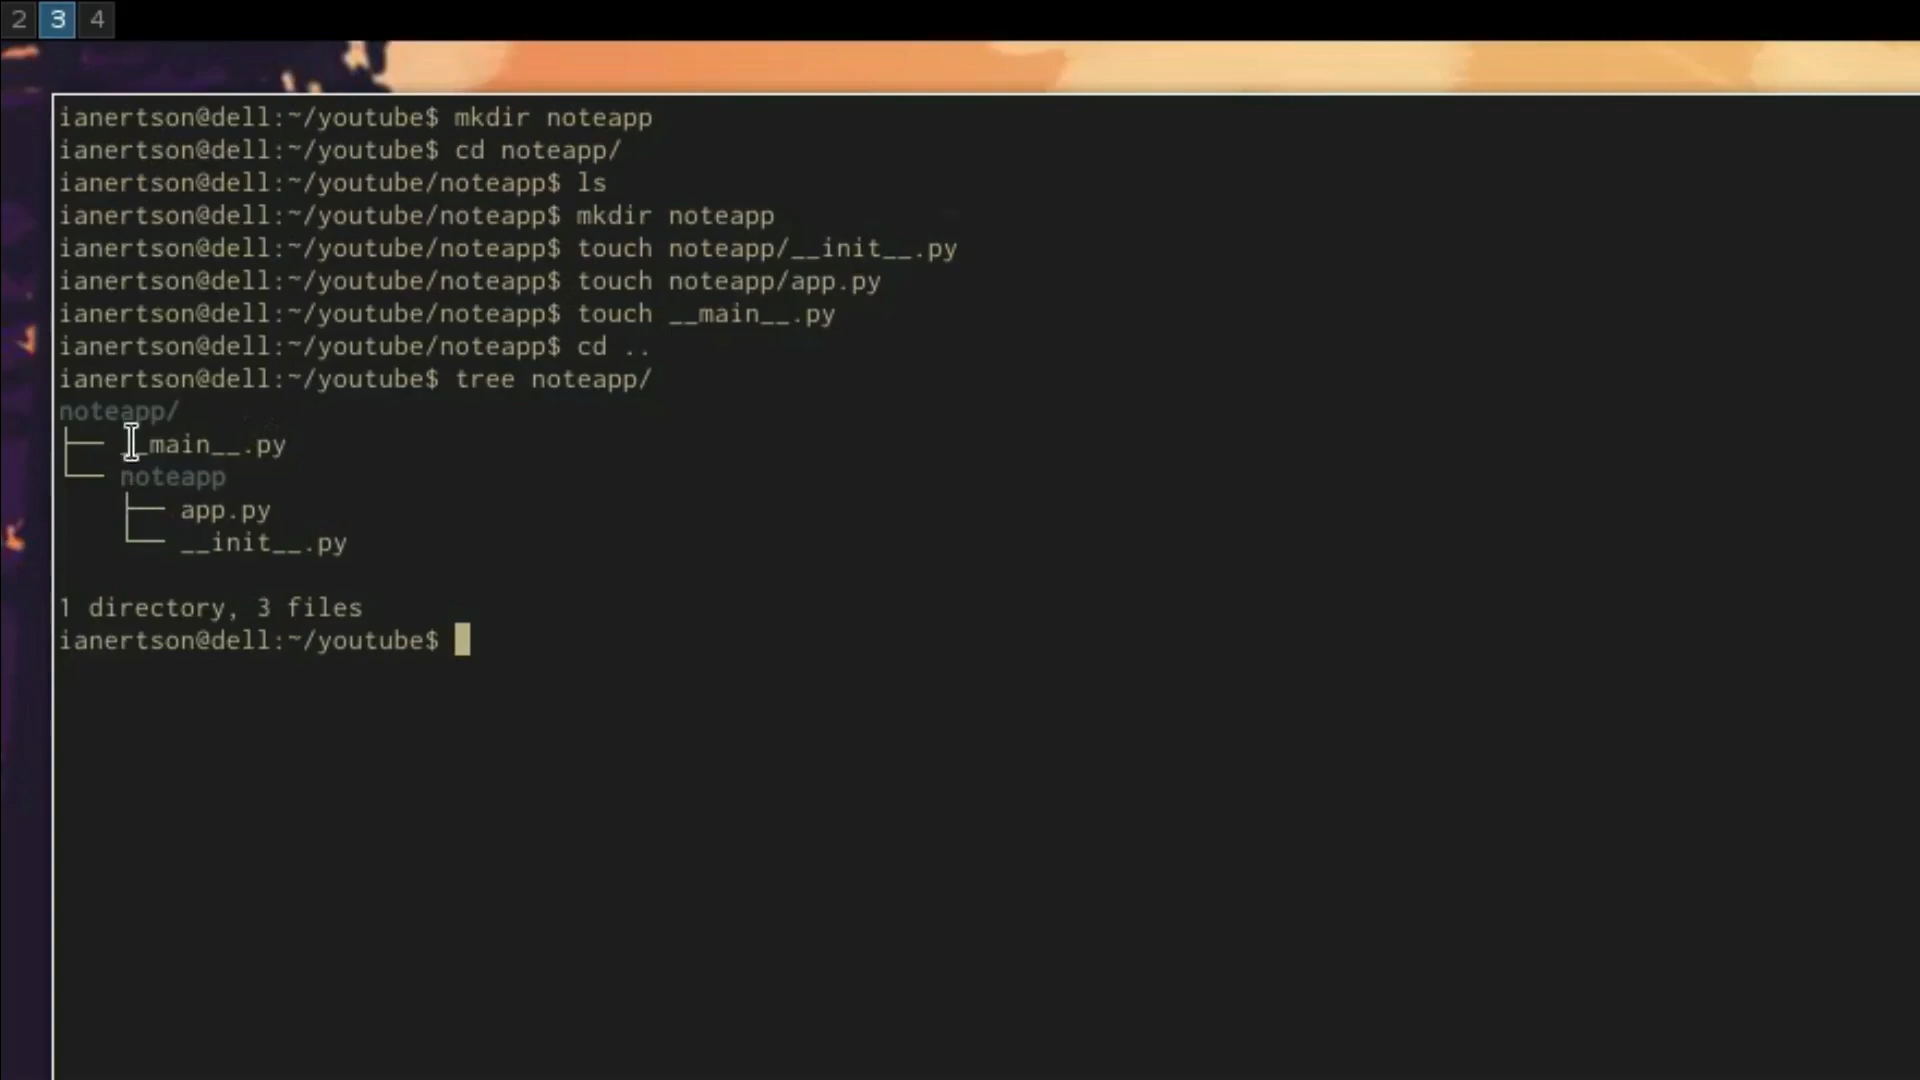 2 3 4
ianertson@dell:~/youtube$ mkdir noteapp
ianertson@dell:~/youtube$ cd noteapp/
ianertson@dell:~/youtube/noteapp$ ls
ianertson@dell:~/youtube/noteapp$ mkdir noteapp
ianertson@dell:~/youtube/noteapp$ touch noteapp/__init__.py
ianertson@dell:~/youtube/noteapp$ touch noteapp/app.py
ianertson@dell:~/youtube/noteapp$ touch __main__.py
ianertson@dell:~/youtube/noteapp$ cd ..
ianertson@dell:~/youtube$ tree noteapp/
noteapp/
├── __main__.py
└── noteapp
    ├── app.py
    └── __init__.py
1 directory, 3 files
ianertson@dell:~/youtube$